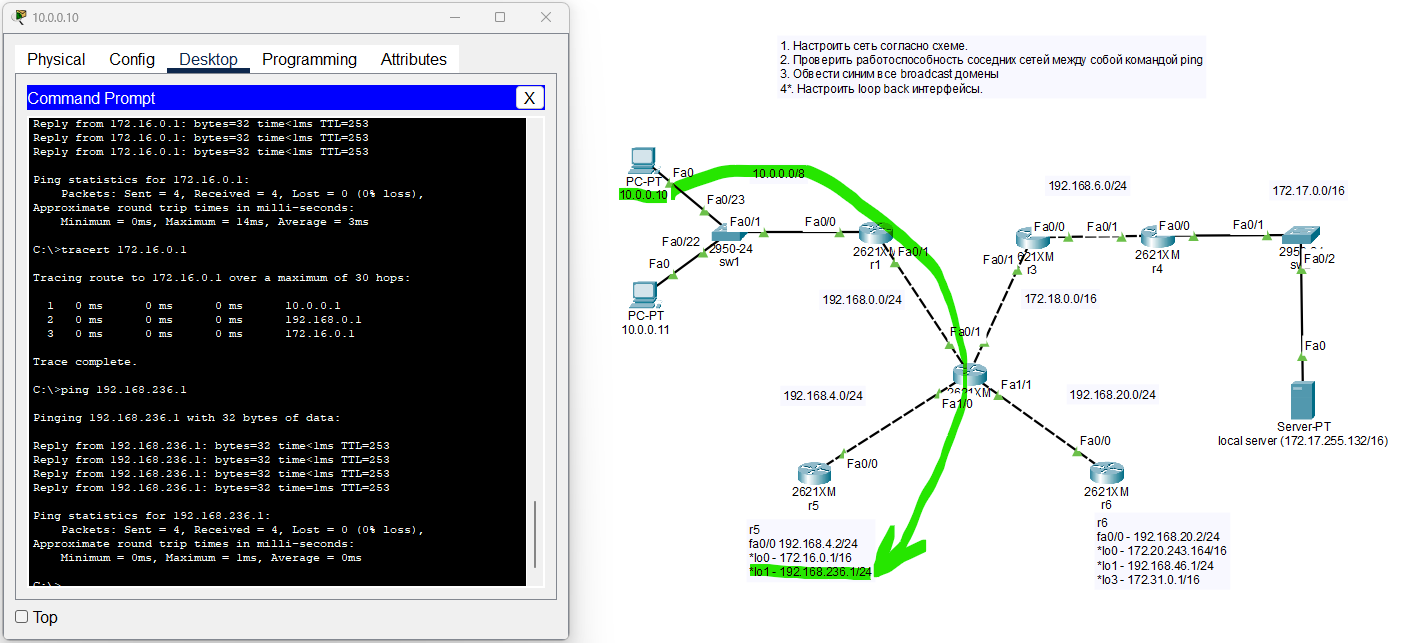 10.0.0.10
Physical Config Desktop Programming Attributes
Command Prompt
X
Reply from 172.16.0.1: bytes=32 time<1ms TTL=253
Reply from 172.16.0.1: bytes=32 time<1ms TTL=253
Reply from 172.16.0.1: bytes=32 time<1ms TTL=253
Ping statistics for 172.16.0.1:
Packets: Sent = 4, Received = 4, Lost = 0 (0% loss),
Approximate round trip times in milli-seconds:
Minimum = 0ms, Maximum = 14ms, Average = 3ms
C:\>tracert 172.16.0.1
Tracing route to 172.16.0.1 over a maximum of 30 hops:
1 0 ms 0 ms 0 ms 10.0.0.1
2 0 ms 0 ms 0 ms 192.168.0.1
3 0 ms 0 ms 0 ms 172.16.0.1
Trace complete.
C:\>ping 192.168.236.1
Pinging 192.168.236.1 with 32 bytes of data:
Reply from 192.168.236.1: bytes=32 time<1ms TTL=253
Reply from 192.168.236.1: bytes=32 time<1ms TTL=253
Reply from 192.168.236.1: bytes=32 time<1ms TTL=253
Reply from 192.168.236.1: bytes=32 time=1ms TTL=253
Ping statistics for 192.168.236.1:
Packets: Sent = 4, Received = 4, Lost = 0 (0% loss),
Approximate round trip times in milli-seconds:
Minimum = 0ms, Maximum = 1ms, Average = 0ms
C:\>
Top
1. Настроить сеть согласно схеме.
2. Проверить работоспособность соседних сетей между собой командой ping
3. Обвести синим все broadcast домены
4*. Настроить loop back интерфейсы.
Fa0
PC-PT
10.0.0.10
10.0.0.0/8
Fa0/23
Fa0/1
Fa0/22
2950-24
sw1
Fa0
PC-PT
10.0.0.11
Fa0/0
2621XM
r1
Fa0/1
192.168.0.0/24
192.168.6.0/24
172.17.0.0/16
Fa0/0
Fa0/1
621XM
r3
Fa0/1
Fa0/0
2621XM
r4
Fa0/1
2950-24
Fa0/2
172.18.0.0/16
Fa0/1
Fa1/1
Fa1/0
192.168.4.0/24
192.168.20.0/24
Fa0
Server-PT
local server (172.17.255.132/16)
Fa0/0
2621XM
r5
Fa0/0
2621XM
r6
r5
fa0/0 192.168.4.2/24
*lo0 - 172.16.0.1/16
*lo1 - 192.168.236.1/24
r6
fa0/0 - 192.168.20.2/24
*lo0 - 172.20.243.164/16
*lo1 - 192.168.46.1/24
*lo3 - 172.31.0.1/16